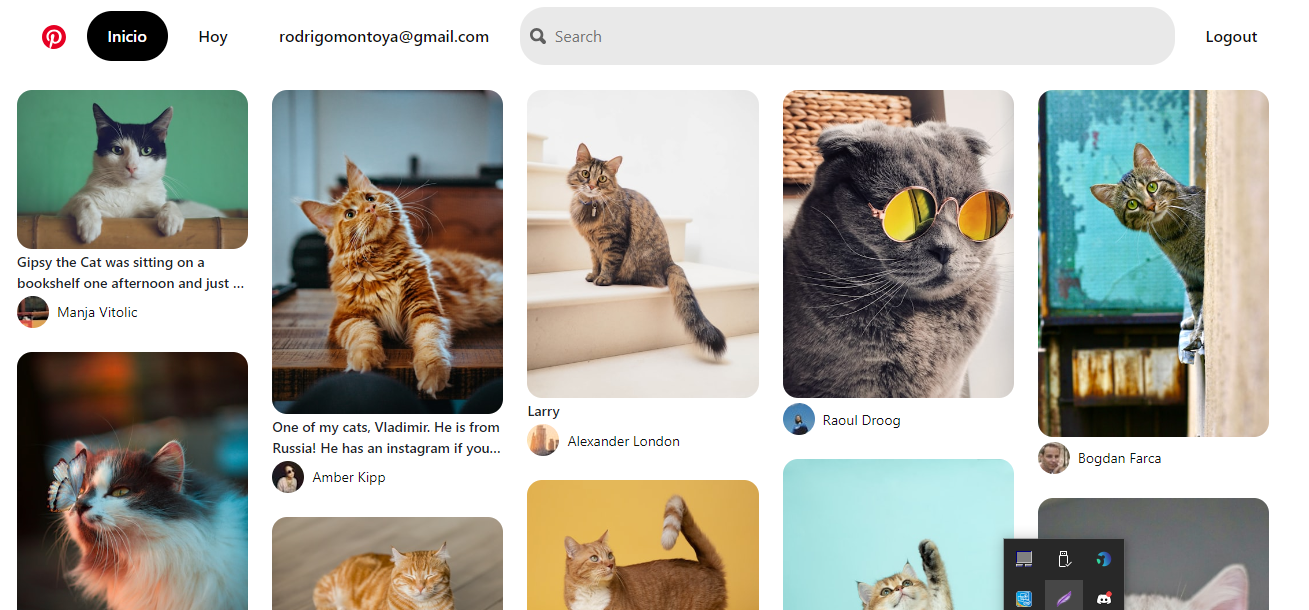 Inicio
Hoy
rodrigomontoya@gmail.com
Search
Logout
Gipsy the Cat was sitting on a
bookshelf one afternoon and just ...
Manja Vitolic
One of my cats, Vladimir. He is from
Russia! He has an instagram if you...
Amber Kipp
Larry
Alexander London
Raoul Droog
Bogdan Farca